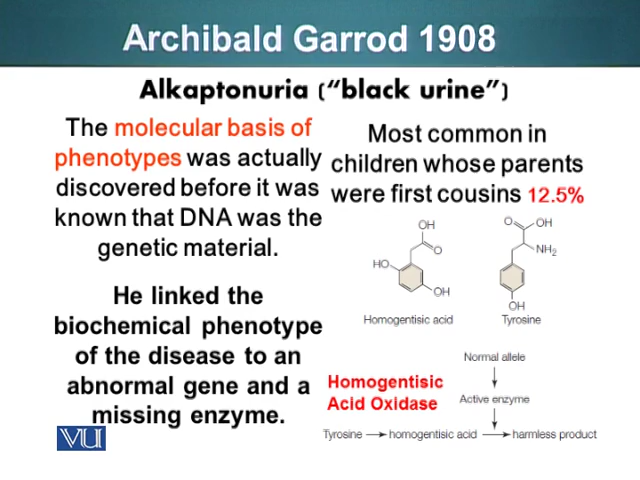 Archibald Garrod 1908
Alkaptonuria (“black urine”)
The molecular basis of
phenotypes was actually
discovered before it was
known that DNA was the
genetic material.
He linked the
biochemical phenotype
of the disease to an
abnormal gene and a
missing enzyme.
VU
Most common in
children whose parents
were first cousins 12.5%
OH
O
HO
OH
Homogentisic acid
O
OH
NH2
OH
Tyrosine
Normal allele
Homogentisic
Acid Oxidase
Active enzyme
Tyrosine → homogentisic acid → harmless product